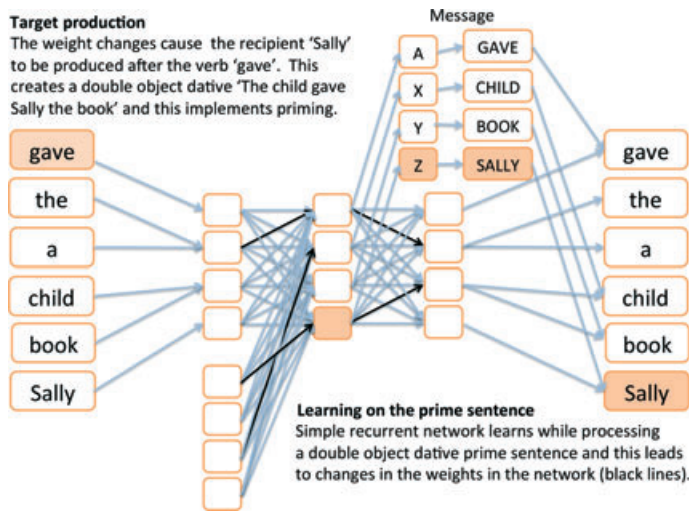 Target production
The weight changes cause the recipient ‘Sally’
to be produced after the verb ‘gave’. This
creates a double object dative ‘The child gave
Sally the book’ and this implements priming.
Message
A
GAVE
X
CHILD
Y
BOOK
Z
SALLY
gave
the
a
child
book
Sally
gave
the
a
child
book
Sally
Learning on the prime sentence
Simple recurrent network learns while processing
a double object dative prime sentence and this leads
to changes in the weights in the network (black lines).